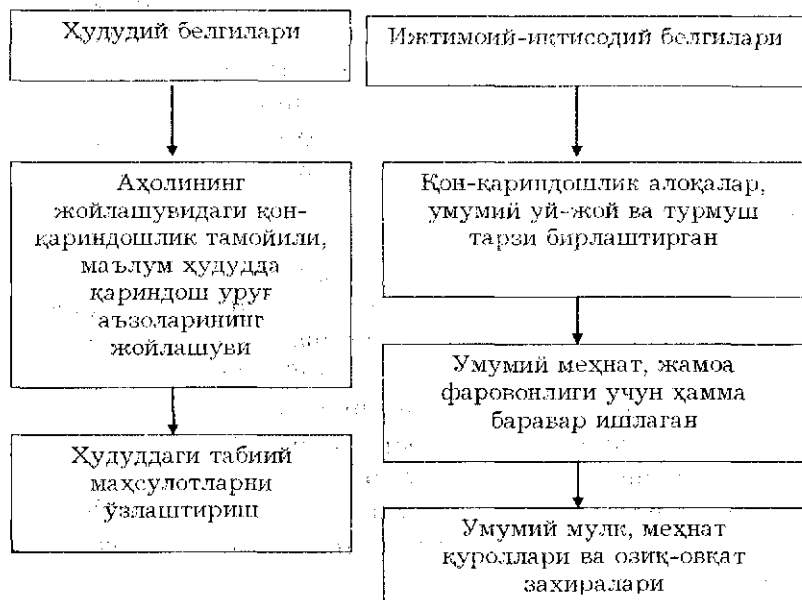 Ҳудудий белгилари
Аҳолининг
жойлашувидаги қон-
қариндошлик тамойили,
маълум ҳудудда
қариндош уруғ
аъзоларининг
жойлашуви
Ҳудуддаги табиий
маҳсулотларни
ўзлаштириш
Ижтимоий-иқтисодий белгилари
Қон-қариндошлик алоқалар,
умумий уй-жой ва турмуш
тарзи бирлаштирган
Умумий меҳнат, жамоа
фаровонлиги учун ҳамма
баравар ишлаган
Умумий мулк, меҳнат
қуроллари ва озиқ-овқат
захиралари